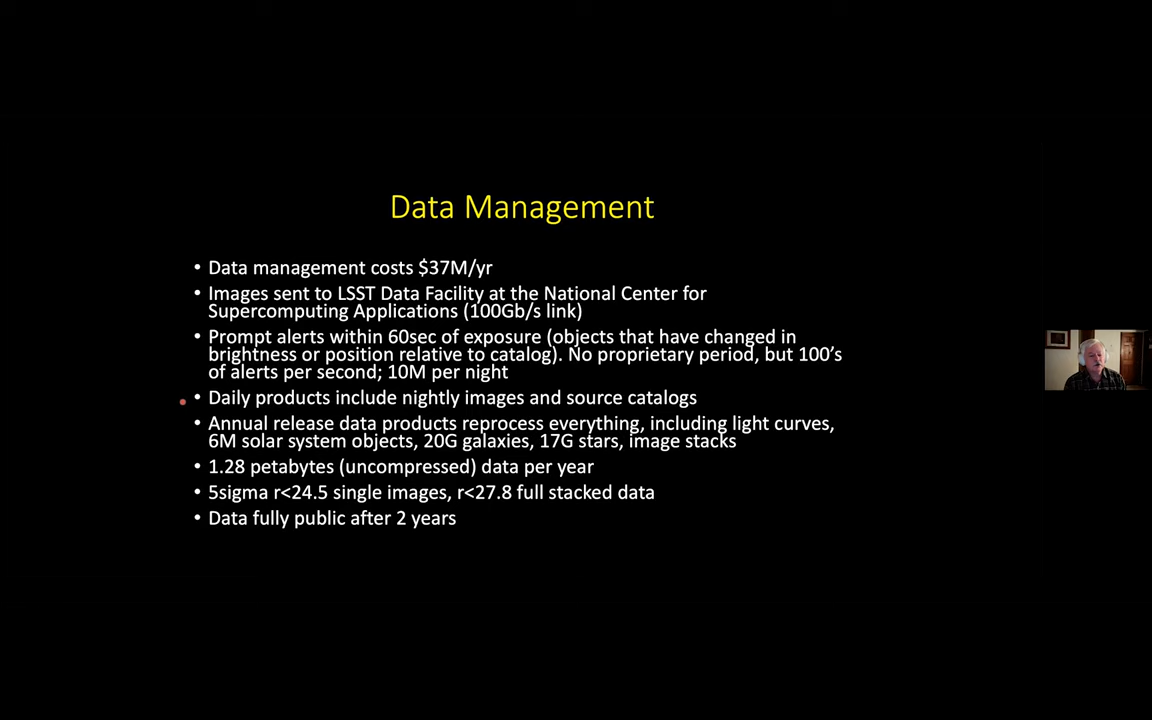 Data Management
• Data management costs $37M/yr
• Images sent to LSST Data Facility at the National Center for
Supercomputing Applications (100Gb/s link)
• Prompt alerts within 60sec of exposure (objects that have changed in
brightness or position relative to catalog). No proprietary period, but 100’s
of alerts per second; 10M per night
• Daily products include nightly images and source catalogs
• Annual release data products reprocess everything, including light curves,
6M solar system objects, 20G galaxies, 17G stars, image stacks
• 1.28 petabytes (uncompressed) data per year
• 5sigma r<24.5 single images, r<27.8 full stacked data
• Data fully public after 2 years